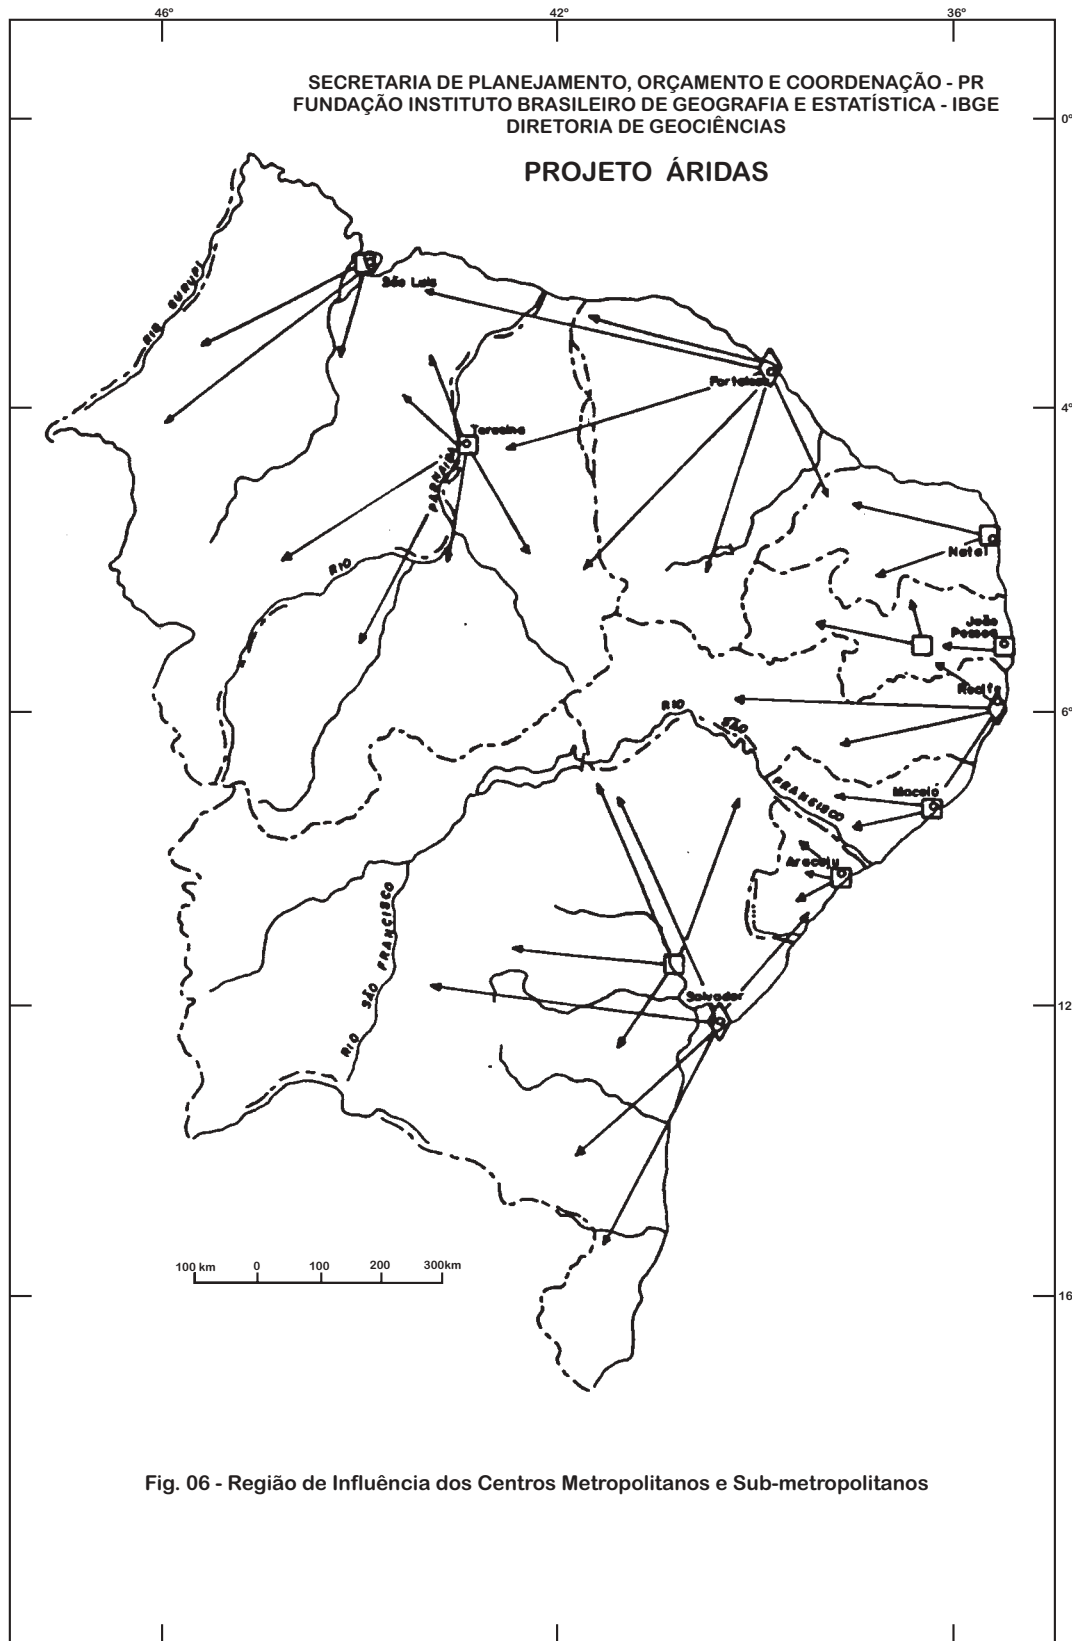 46º
42º
36º
SECRETARIA DE PLANEJAMENTO, ORÇAMENTO E COORDENAÇÃO - PR
FUNDAÇÃO INSTITUTO BRASILEIRO DE GEOGRAFIA E ESTATÍSTICA - IBGE
DIRETORIA DE GEOCIÊNCIAS
0º
PROJETO ÁRIDAS
RIO GURUPI
São Luis
Fortaleza
4º
Teresina
PARNAIBA
Natal
RIO
João
Pessoa
Recife
RIO
SÃO
6º
FRANCISCO
Maceio
Aracaju
RIO SÃO FRANCISCO
Salvador
12
100 km 0 100 200 300km
16
Fig. 06 - Região de Influência dos Centros Metropolitanos e Sub-metropolitanos